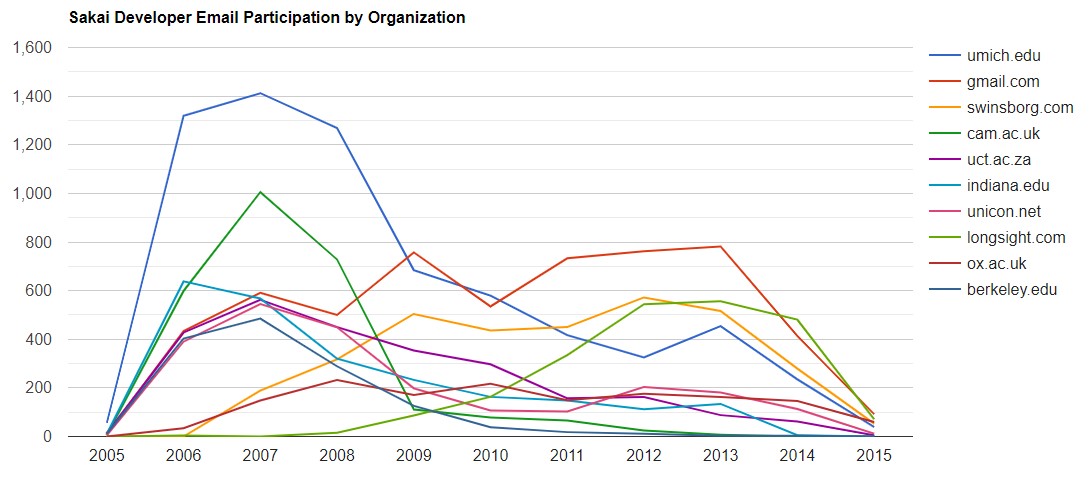 Sakai Developer Email Participation by Organization
1,600
1,400
1,200
1,000
800
600
400
200
0
2005 2006 2007 2008 2009 2010 2011 2012 2013 2014 2015
umich.edu
gmail.com
swinsborg.com
cam.ac.uk
uct.ac.za
indiana.edu
unicon.net
longsight.com
ox.ac.uk
berkeley.edu